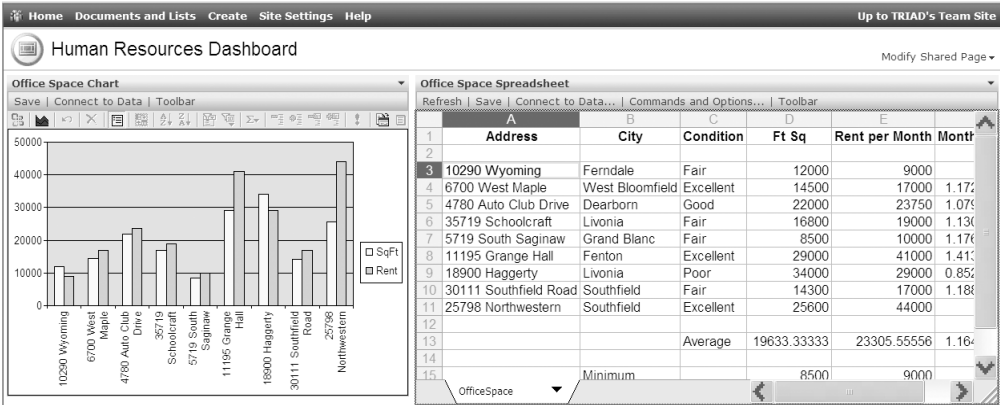 Home Documents and Lists Create Site Settings Help Up to TRIAD's Team Site
Human Resources Dashboard
Modify Shared Page
Office Space Chart
Save | Connect to Data | Toolbar
50000
40000
30000
20000
10000
0
SqFt
Rent
10290 Wyoming
6700 West Maple
4780 Auto Club Drive
35719 Schoolcraft
5719 South Saginaw
11195 Grange Hall
18900 Haggerty
30111 Southfield Road
25798 Northwestern
Office Space Spreadsheet
Refresh | Save | Connect to Data... | Commands and Options... | Toolbar
A B C D E
1 Address City Condition Ft Sq Rent per Month Month
2
3 10290 Wyoming Ferndale Fair 12000 9000
4 6700 West Maple West Bloomfield Excellent 14500 17000 1.172
5 4780 Auto Club Drive Dearborn Good 22000 23750 1.079
6 35719 Schoolcraft Livonia Fair 16800 19000 1.130
7 5719 South Saginaw Grand Blanc Fair 8500 10000 1.176
8 11195 Grange Hall Fenton Excellent 29000 41000 1.413
9 18900 Haggerty Livonia Poor 34000 29000 0.852
10 30111 Southfield Road Southfield Fair 14300 17000 1.188
11 25798 Northwestern Southfield Excellent 25600 44000
12
13 Average 19633.33333 23305.55556 1.164
14
15 Minimum 8500 9000
OfficeSpace